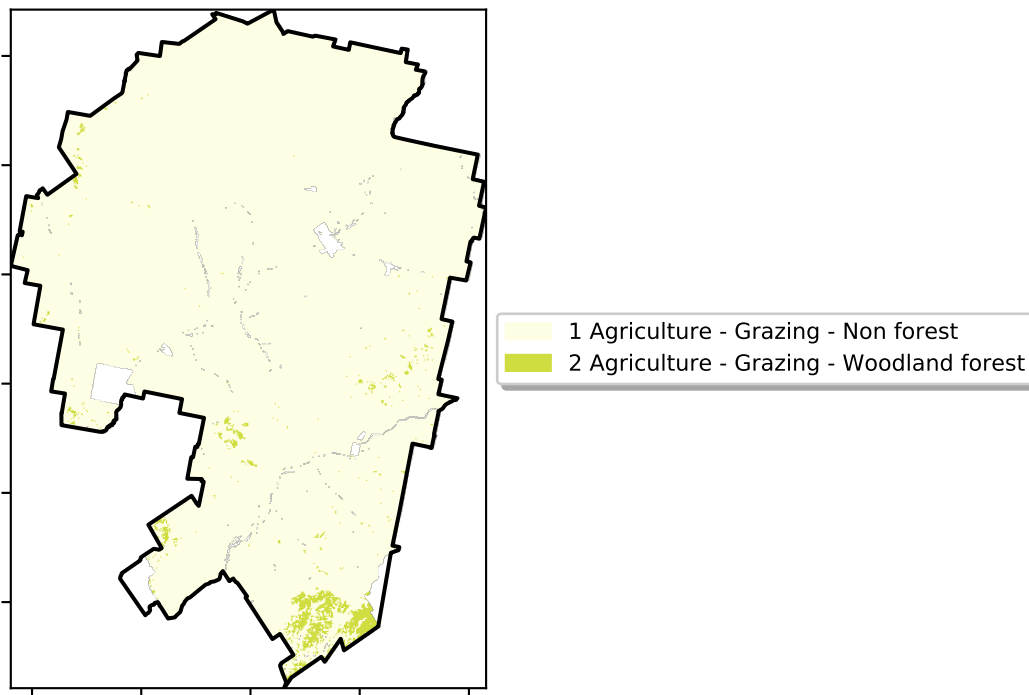 1 Agriculture - Grazing - Non forest
2 Agriculture - Grazing - Woodland forest